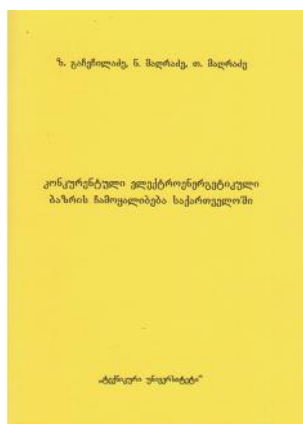 ზ. გაჩეჩილაძე, ნ. მაღრაძე, თ. მაღრაძე
კონკურენტული ელექტროენერგეტიკული
ბაზრის ჩამოყალიბება საქართველოში
„ტექნიკური უნივერსიტეტი“